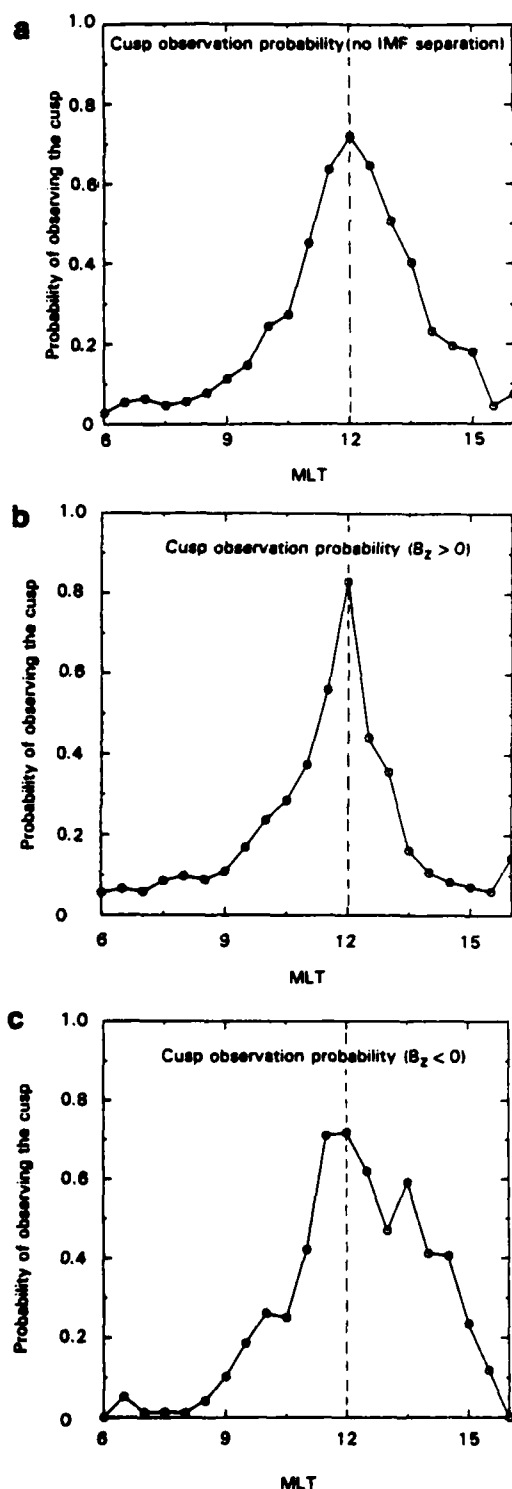 a
Cusp observation probability (no IMF separation)
Probability of observing the cusp
1.0
0.8
0.6
0.4
0.2
0
6
9
12
15
MLT
b
Cusp observation probability (Bz > 0)
Probability of observing the cusp
1.0
0.8
0.6
0.4
0.2
0
6
9
12
15
MLT
c
Cusp observation probability (Bz < 0)
Probability of observing the cusp
1.0
0.8
0.6
0.4
0.2
0
6
9
12
15
MLT